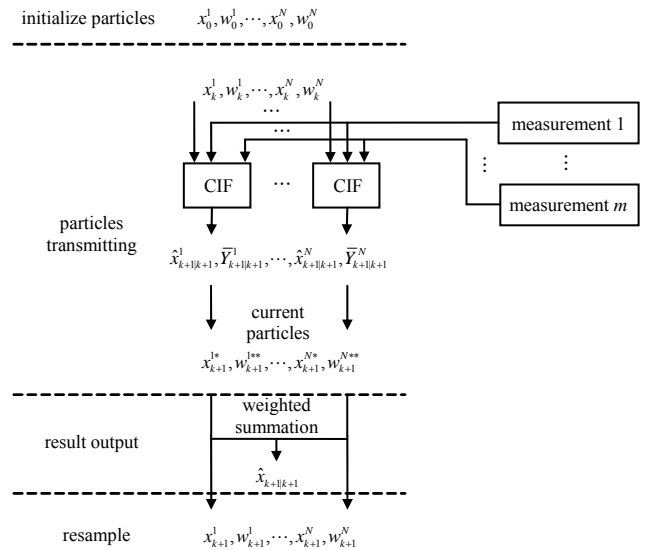 initialize particles
x_0^1, w_0^1, ⋯, x_0^N, w_0^N
x_k^1, w_k^1, ⋯, x_k^N, w_k^N
⋯
⋯
measurement 1
⋮ ⋮
CIF ⋯ CIF
measurement m
particles
transmitting
x̂_{k+1|k+1}^1, Y̅_{k+1|k+1}^1, ⋯, x̂_{k+1|k+1}^N, Y̅_{k+1|k+1}^N
current
particles
x_{k+1}^{1*}, w_{k+1}^{1**}, ⋯, x_{k+1}^{N*}, w_{k+1}^{N**}
weighted
summation
result output
x̂_{k+1|k+1}
resample
x_{k+1}^1, w_{k+1}^1, ⋯, x_{k+1}^N, w_{k+1}^N